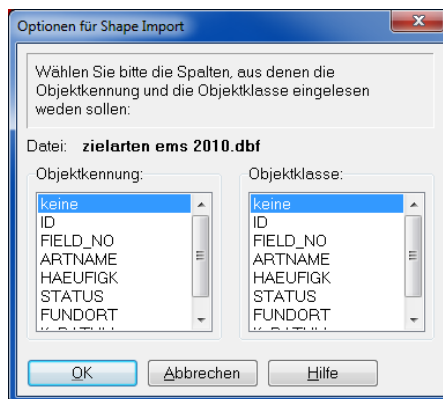 Optionen für Shape Import
Wählen Sie bitte die Spalten, aus denen die
Objektkennung und die Objektklasse eingelesen
weden sollen:
Datei: zielarten ems 2010.dbf
Objektkennung:
keine
ID
FIELD_NO
ARTNAME
HAEUFIGK
STATUS
FUNDORT
Objektklasse:
keine
ID
FIELD_NO
ARTNAME
HAEUFIGK
STATUS
FUNDORT
OK Abbrechen Hilfe